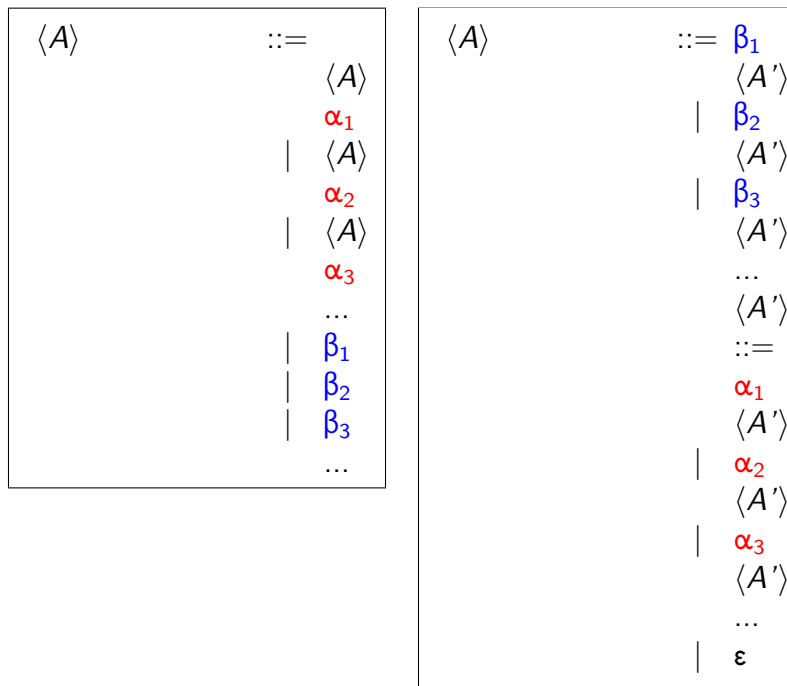 ⟨A⟩ ::=
⟨A⟩
α₁
| ⟨A⟩
α₂
| ⟨A⟩
α₃
...
| β₁
| β₂
| β₃
...
⟨A⟩ ::= β₁
⟨A'⟩
| β₂
⟨A'⟩
| β₃
⟨A'⟩
...
⟨A'⟩
::=
α₁
⟨A'⟩
| α₂
⟨A'⟩
| α₃
⟨A'⟩
...
| ε